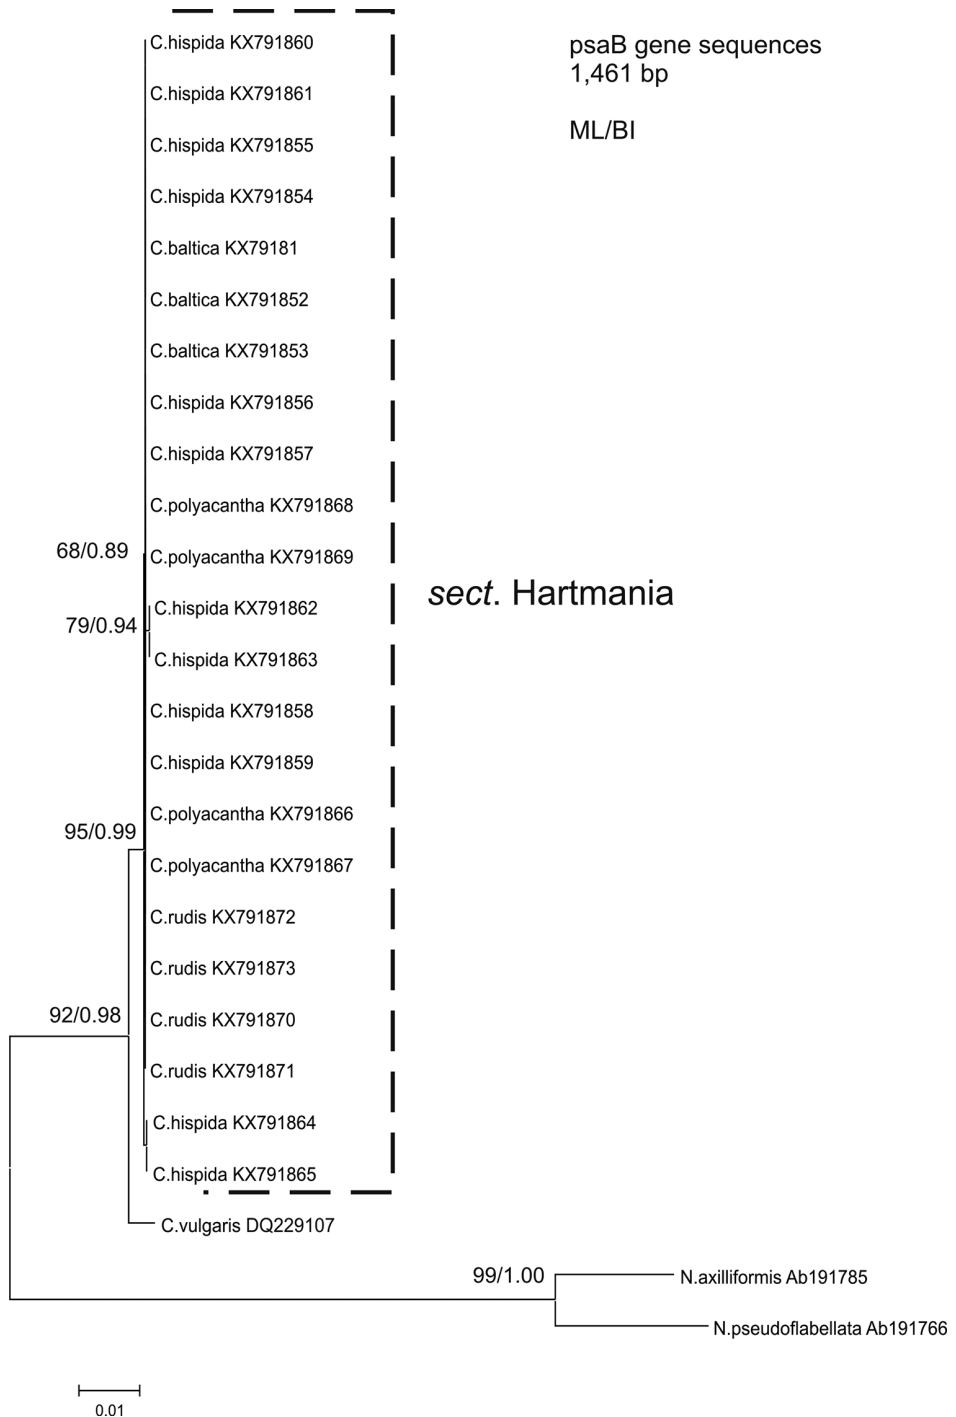 C.hispida KX791860
psaB gene sequences
1,461 bp
C.hispida KX791861
ML/BI
C.hispida KX791855
C.hispida KX791854
C.baltica KX79181
C.baltica KX791852
C.baltica KX791853
C.hispida KX791856
C.hispida KX791857
C.polyacantha KX791868
68/0.89
C.polyacantha KX791869
sect. Hartmania
C.hispida KX791862
79/0.94
C.hispida KX791863
C.hispida KX791858
C.hispida KX791859
C.polyacantha KX791866
95/0.99
C.polyacantha KX791867
C.rudis KX791872
C.rudis KX791873
92/0.98
C.rudis KX791870
C.rudis KX791871
C.hispida KX791864
C.hispida KX791865
C.vulgaris DQ229107
99/1.00
N.axilliformis Ab191785
N.pseudoflabellata Ab191766
0.01